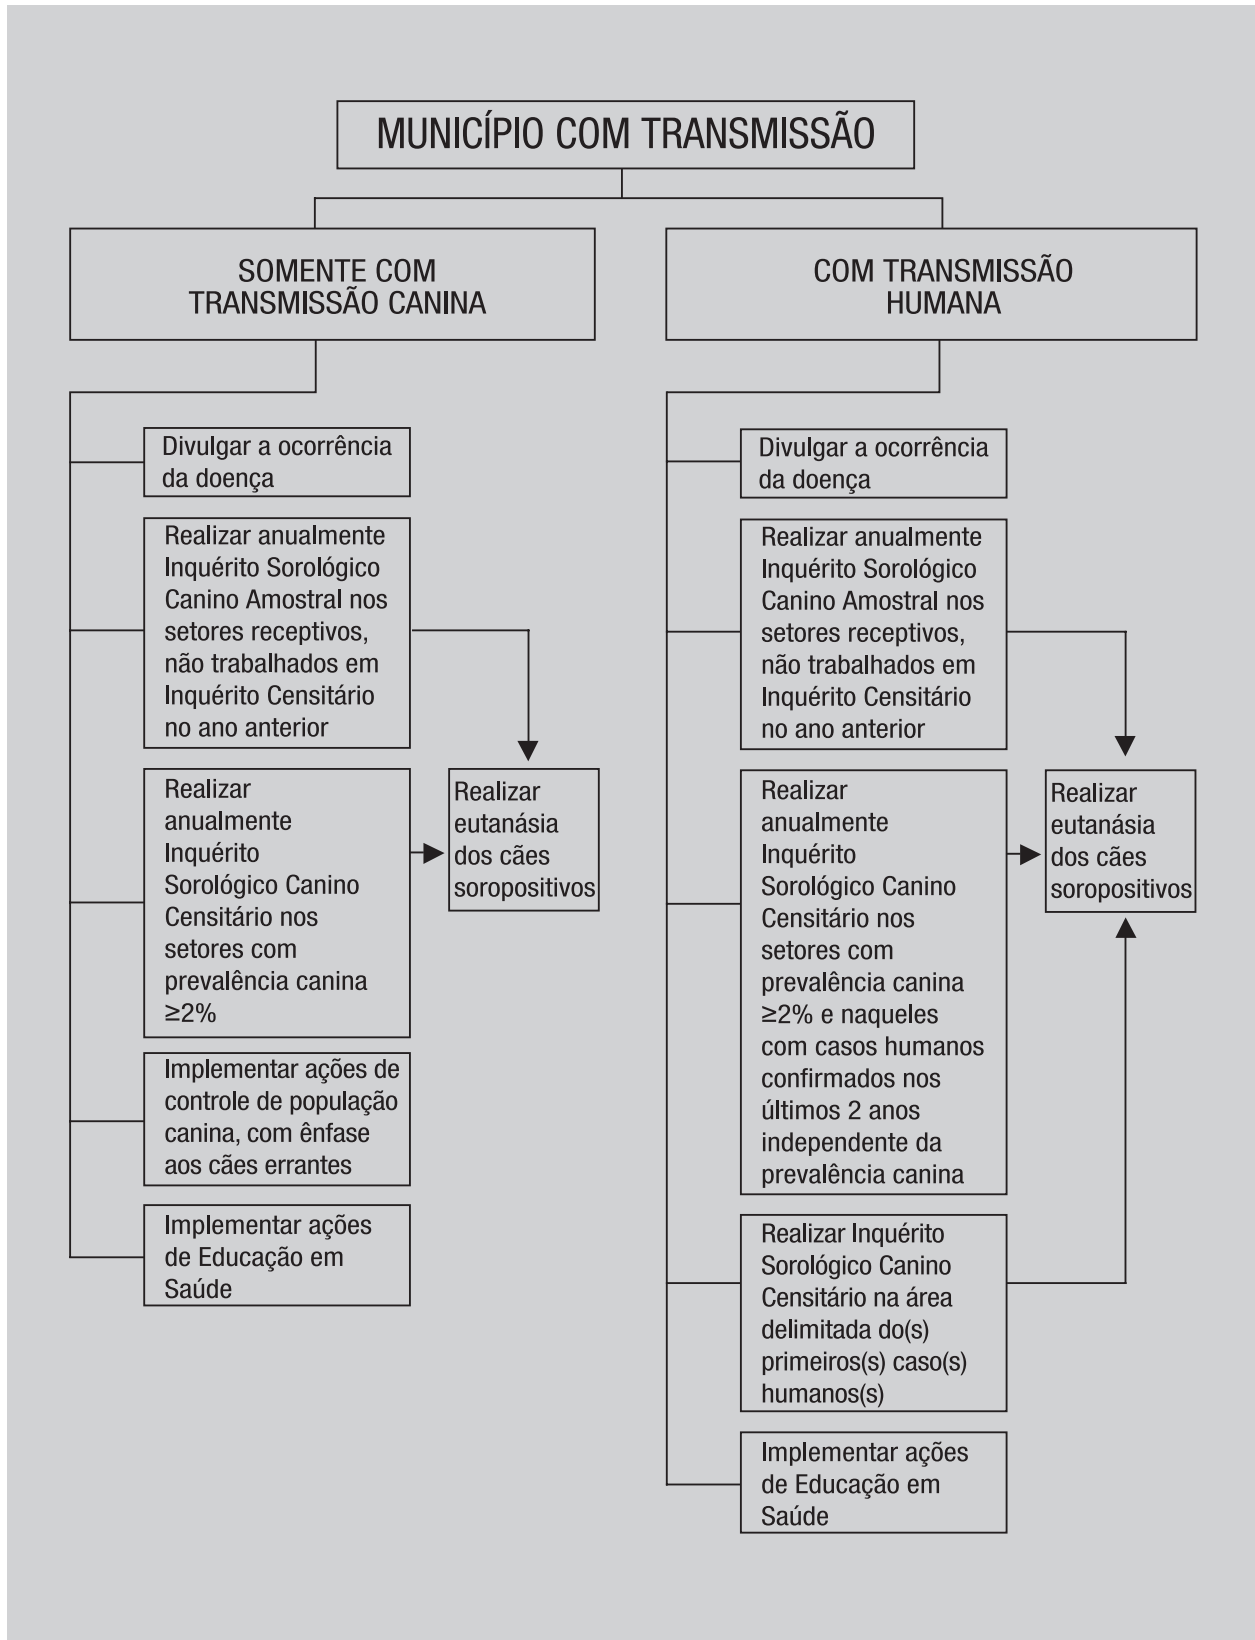 MUNICÍPIO COM TRANSMISSÃO
SOMENTE COM
TRANSMISSÃO CANINA
Divulgar a ocorrência
da doença
Realizar anualmente
Inquérito Sorológico
Canino Amostral nos
setores receptivos,
não trabalhados em
Inquérito Censitário
no ano anterior
Realizar
anualmente
Inquérito
Sorológico Canino
Censitário nos
setores com
prevalência canina
≥2%
Realizar
eutanásia
dos cães
soropositivos
Implementar ações de
controle de população
canina, com ênfase
aos cães errantes
Implementar ações
de Educação em
Saúde
COM TRANSMISSÃO
HUMANA
Divulgar a ocorrência
da doença
Realizar anualmente
Inquérito Sorológico
Canino Amostral nos
setores receptivos,
não trabalhados em
Inquérito Censitário
no ano anterior
Realizar
anualmente
Inquérito
Sorológico Canino
Censitário nos
setores com
prevalência canina
≥2% e naqueles
com casos humanos
confirmados nos
últimos 2 anos
independente da
prevalência canina
Realizar
eutanásia
dos cães
soropositivos
Realizar Inquérito
Sorológico Canino
Censitário na área
delimitada do(s)
primeiros(s) caso(s)
humanos(s)
Implementar ações
de Educação em
Saúde